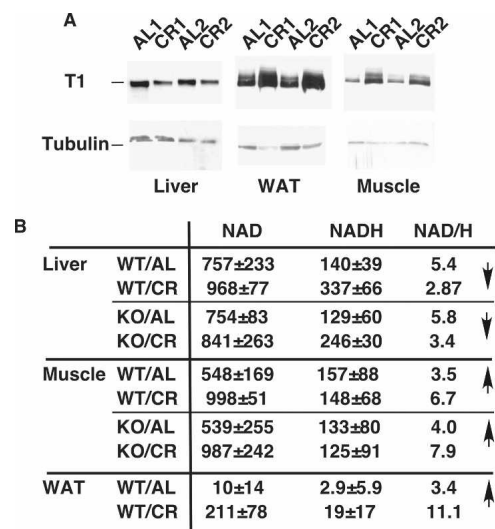 A
AL1 CR1 AL2 CR2 AL1 CR1 AL2 CR2 AL1 CR1 AL2 CR2
T1
Tubulin
Liver WAT Muscle
B
NAD NADH NAD/H
Liver WT/AL 757±233 140±39 5.4
WT/CR 968±77 337±66 2.87
KO/AL 754±83 129±60 5.8
KO/CR 841±263 246±30 3.4
Muscle WT/AL 548±169 157±88 3.5
WT/CR 998±51 148±68 6.7
KO/AL 539±255 133±80 4.0
KO/CR 987±242 125±91 7.9
WAT WT/AL 10±14 2.9±5.9 3.4
WT/CR 211±78 19±17 11.1